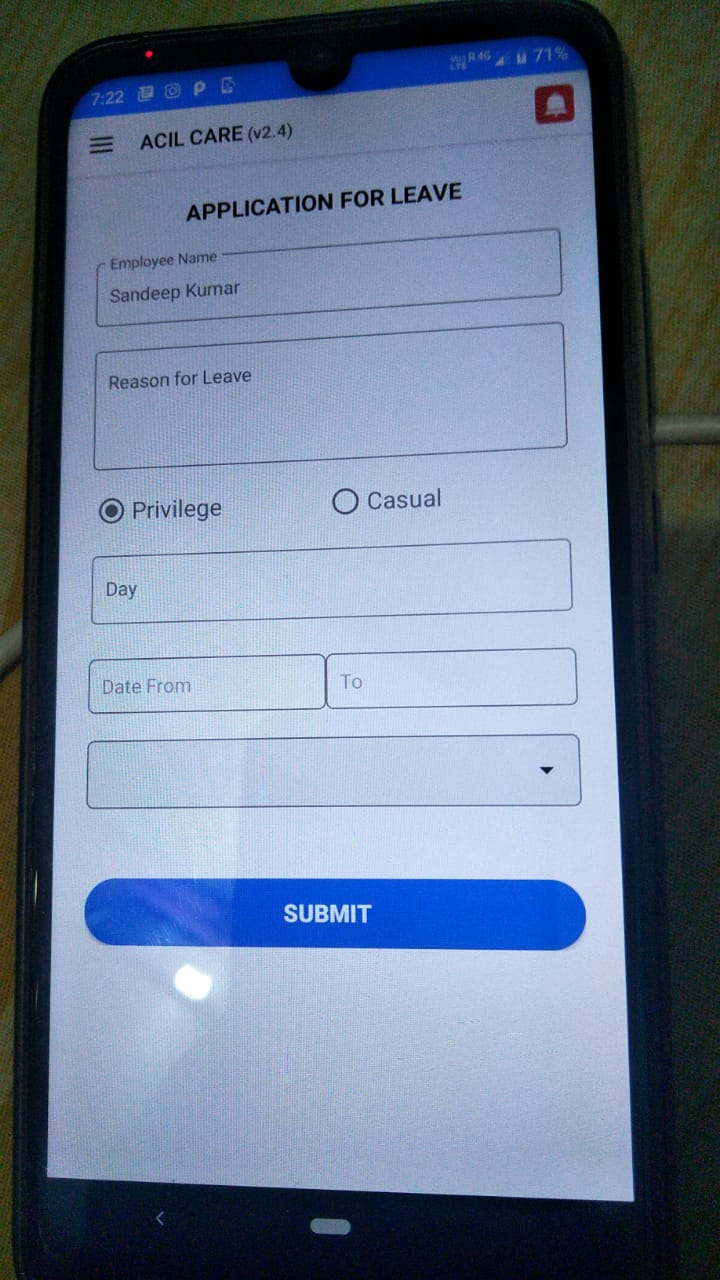 7:22 R 4G 71%
ACIL CARE (v2.4)
APPLICATION FOR LEAVE
Employee Name
Sandeep Kumar
Reason for Leave
Privilege Casual
Day
Date From To
SUBMIT